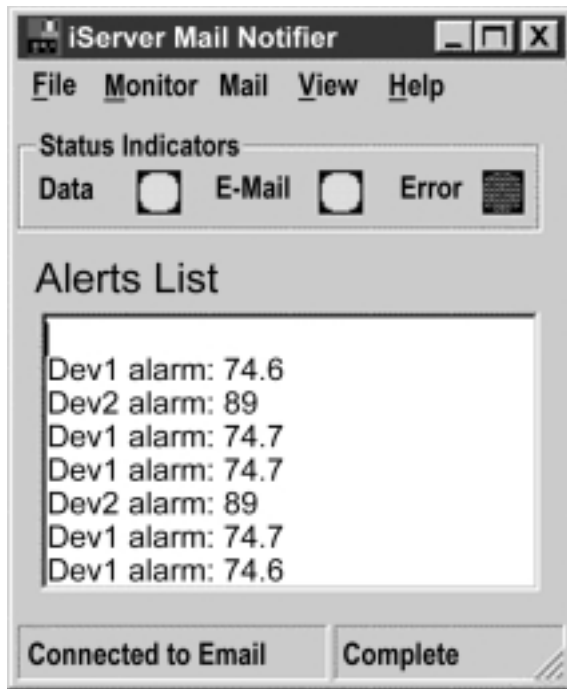 iServer Mail Notifier
File Monitor Mail View Help
Status Indicators
Data E-Mail Error
Alerts List
Dev1 alarm: 74.6
Dev2 alarm: 89
Dev1 alarm: 74.7
Dev1 alarm: 74.7
Dev2 alarm: 89
Dev1 alarm: 74.7
Dev1 alarm: 74.6
Connected to Email Complete